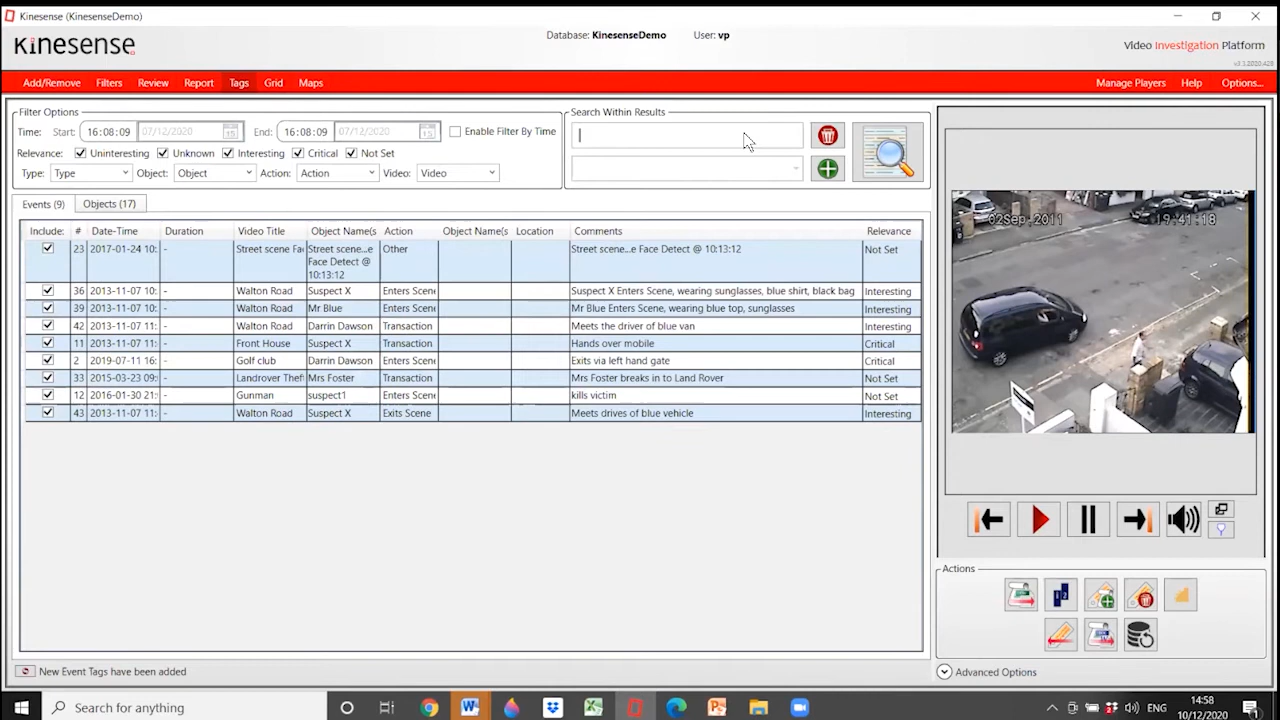 Kinesense (KinesenseDemo)
Database: KinesenseDemo User: vp
Kinesense
Video Investigation Platform
Add/Remove Filters Review Report Tags Grid Maps Manage Players Help Options...
Filter Options
Time: Start: 16:08:09 07/12/2020 15 End: 16:08:09 07/12/2020 15 Enable Filter By Time
Relevance: Uninteresting Unknown Interesting Critical Not Set
Type: Type Object: Object Action: Action Video: Video
Search Within Results
Events (9) Objects (17)
Include: # Date-Time Duration Video Title Object Name(s Action Object Name(s Location Comments Relevance
23 2017-01-24 10: - Street scene Fa Street scene...e Face Detect @ 10:13:12 Other Street scene...e Face Detect @ 10:13:12 Not Set
36 2013-11-07 10: - Walton Road Suspect X Enters Scene Suspect X Enters Scene, wearing sunglasses, blue shirt, black bag Interesting
39 2013-11-07 10: - Walton Road Mr Blue Enters Scene Mr Blue Enters Scene, wearing blue top, sunglasses Interesting
42 2013-11-07 11: - Walton Road Darrin Dawson Transaction Meets the driver of blue van Interesting
11 2013-11-07 11: - Front House Suspect X Transaction Hands over mobile Critical
2 2019-07-11 16: - Golf club Darrin Dawson Enters Scene Exits via left hand gate Critical
33 2015-03-23 09: - Landrover Thef Mrs Foster Transaction Mrs Foster breaks in to Land Rover Not Set
12 2016-01-30 21: - Gunman suspect1 Enters Scene kills victim Not Set
43 2013-11-07 11: - Walton Road Suspect X Exits Scene Meets drives of blue vehicle Interesting
02Sep,2011 19:41:18
Actions
Advanced Options
New Event Tags have been added
Search for anything
ENG
14:58
10/12/2020